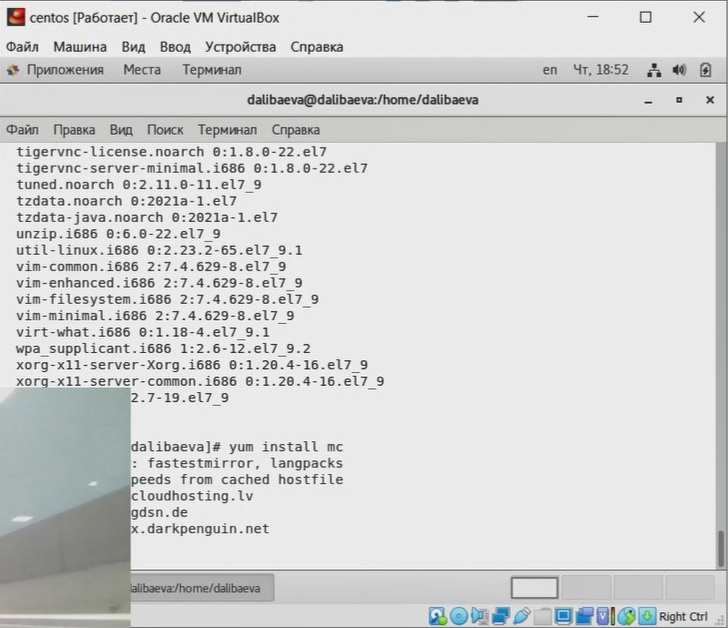 centos [Работает] - Oracle VM VirtualBox
Файл Машина Вид Ввод Устройства Справка
Приложения Места Терминал en Чт, 18:52
dalibaeva@dalibaeva:/home/dalibaeva
Файл Правка Вид Поиск Терминал Справка
tigervnc-license.noarch 0:1.8.0-22.el7
tigervnc-server-minimal.i686 0:1.8.0-22.el7
tuned.noarch 0:2.11.0-11.el7_9
tzdata.noarch 0:2021a-1.el7
tzdata-java.noarch 0:2021a-1.el7
unzip.i686 0:6.0-22.el7_9
util-linux.i686 0:2.23.2-65.el7_9.1
vim-common.i686 2:7.4.629-8.el7_9
vim-enhanced.i686 2:7.4.629-8.el7_9
vim-filesystem.i686 2:7.4.629-8.el7_9
vim-minimal.i686 2:7.4.629-8.el7_9
virt-what.i686 0:1.18-4.el7_9.1
wpa_supplicant.i686 1:2.6-12.el7_9.2
xorg-x11-server-Xorg.i686 0:1.20.4-16.el7_9
xorg-x11-server-common.i686 0:1.20.4-16.el7_9
2.7-19.el7_9
dalibaeva]# yum install mc
: fastestmirror, langpacks
peeds from cached hostfile
cloudhosting.lv
gdsn.de
x.darkpenguin.net
alibaeva:/home/dalibaeva
Right Ctrl